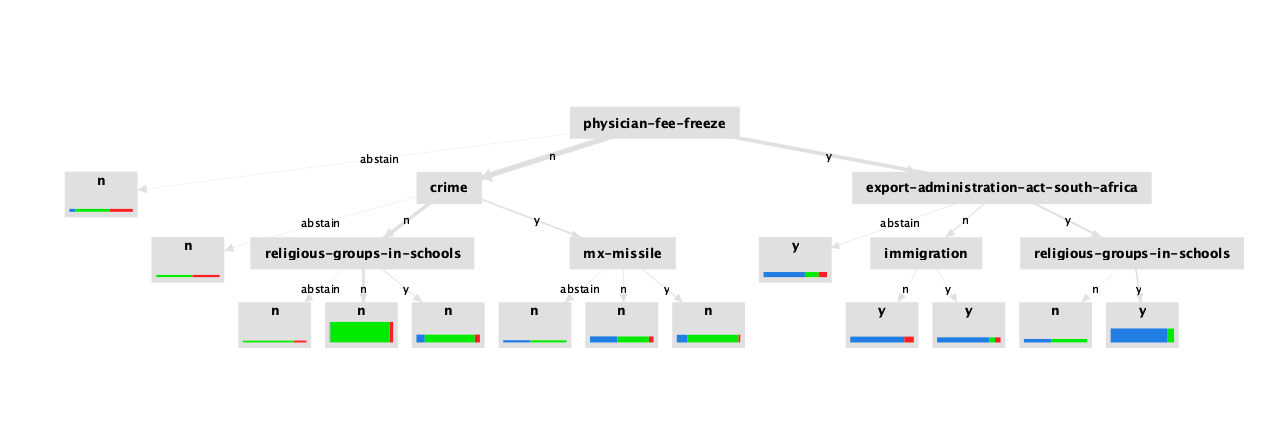 physician-fee-freeze
abstain
n
y
n
crime
export-administration-act-south-africa
abstain
n
y
abstain
n
y
n
religious-groups-in-schools
mx-missile
y
immigration
religious-groups-in-schools
abstain
n
y
abstain
n
y
n
y
n
y
n
n
n
n
n
n
y
y
n
y